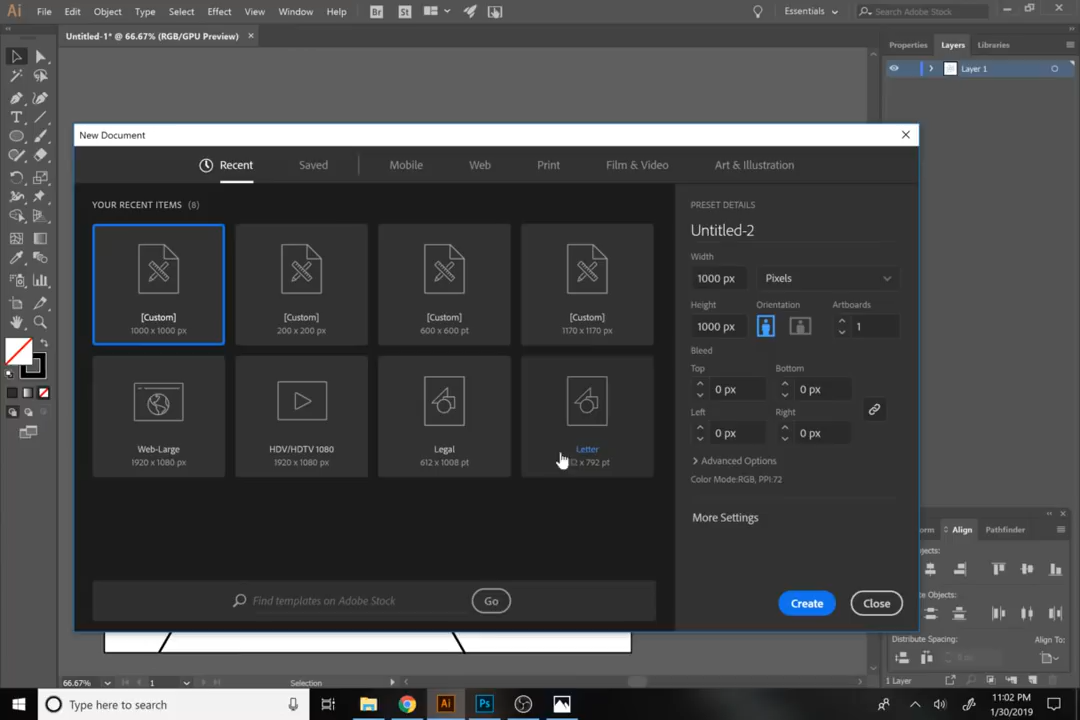 Ai File Edit Object Type Select Effect View Window Help Br St Essentials Search Adobe Stock
Untitled-1* @ 66.67% (RGB/GPU Preview) ×
Properties Layers Libraries
Layer 1
New Document
Recent Saved Mobile Web Print Film & Video Art & Illustration
YOUR RECENT ITEMS (8)
[Custom]
1000 x 1000 px
[Custom]
200 x 200 px
[Custom]
600 x 600 pt
[Custom]
1170 x 1170 px
Web-Large
1920 x 1080 px
HDV/HDTV 1080
1920 x 1080 px
Legal
612 x 1008 pt
Letter
x 792 pt
Find templates on Adobe Stock Go
PRESET DETAILS
Untitled-2
Width
1000 px Pixels
Height Orientation Artboards
1000 px 1
Bleed
Top Bottom
0 px 0 px
Left Right
0 px 0 px
Advanced Options
Color Mode:RGB, PPI:72
More Settings
Create Close
Align Pathfinder
Distribute Spacing: Align To:
66.67% 1 Selection
1 Layer
Type here to search
Ai Ps
11:02 PM
1/30/2019